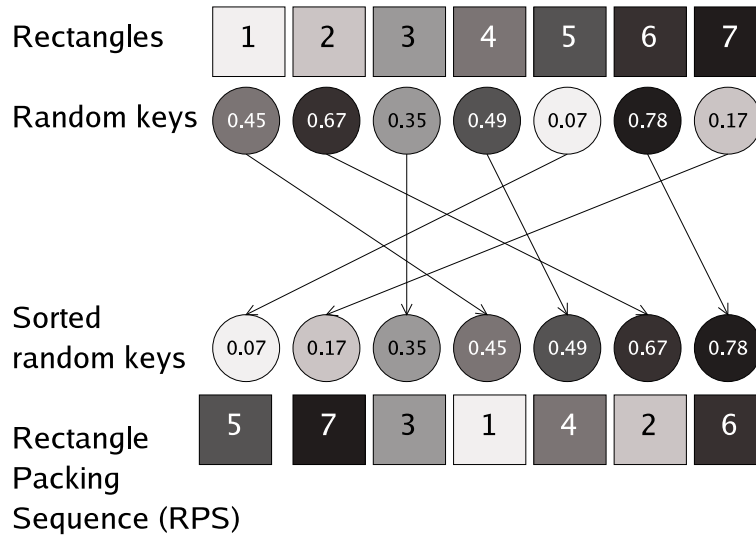 Rectangles 1 2 3 4 5 6 7
Random keys 0.45 0.67 0.35 0.49 0.07 0.78 0.17
Sorted
random keys 0.07 0.17 0.35 0.45 0.49 0.67 0.78
5 7 3 1 4 2 6
Rectangle
Packing
Sequence (RPS)